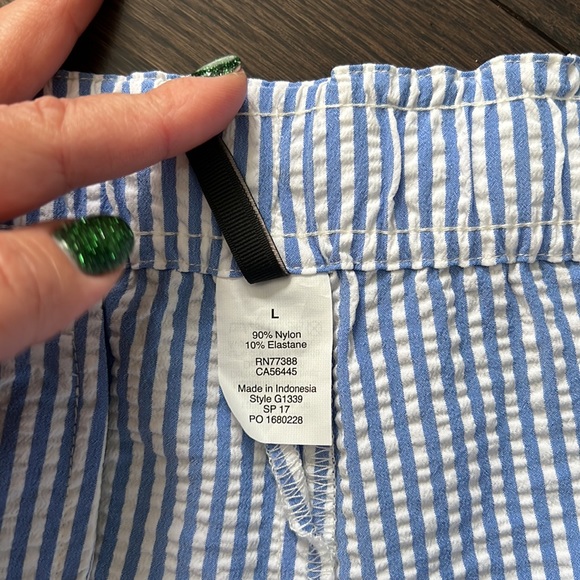 L
90% Nylon
10% Elastane
RN77388
CA56445
Made in Indonesia
Style G1339
SP 17
PO 1680228